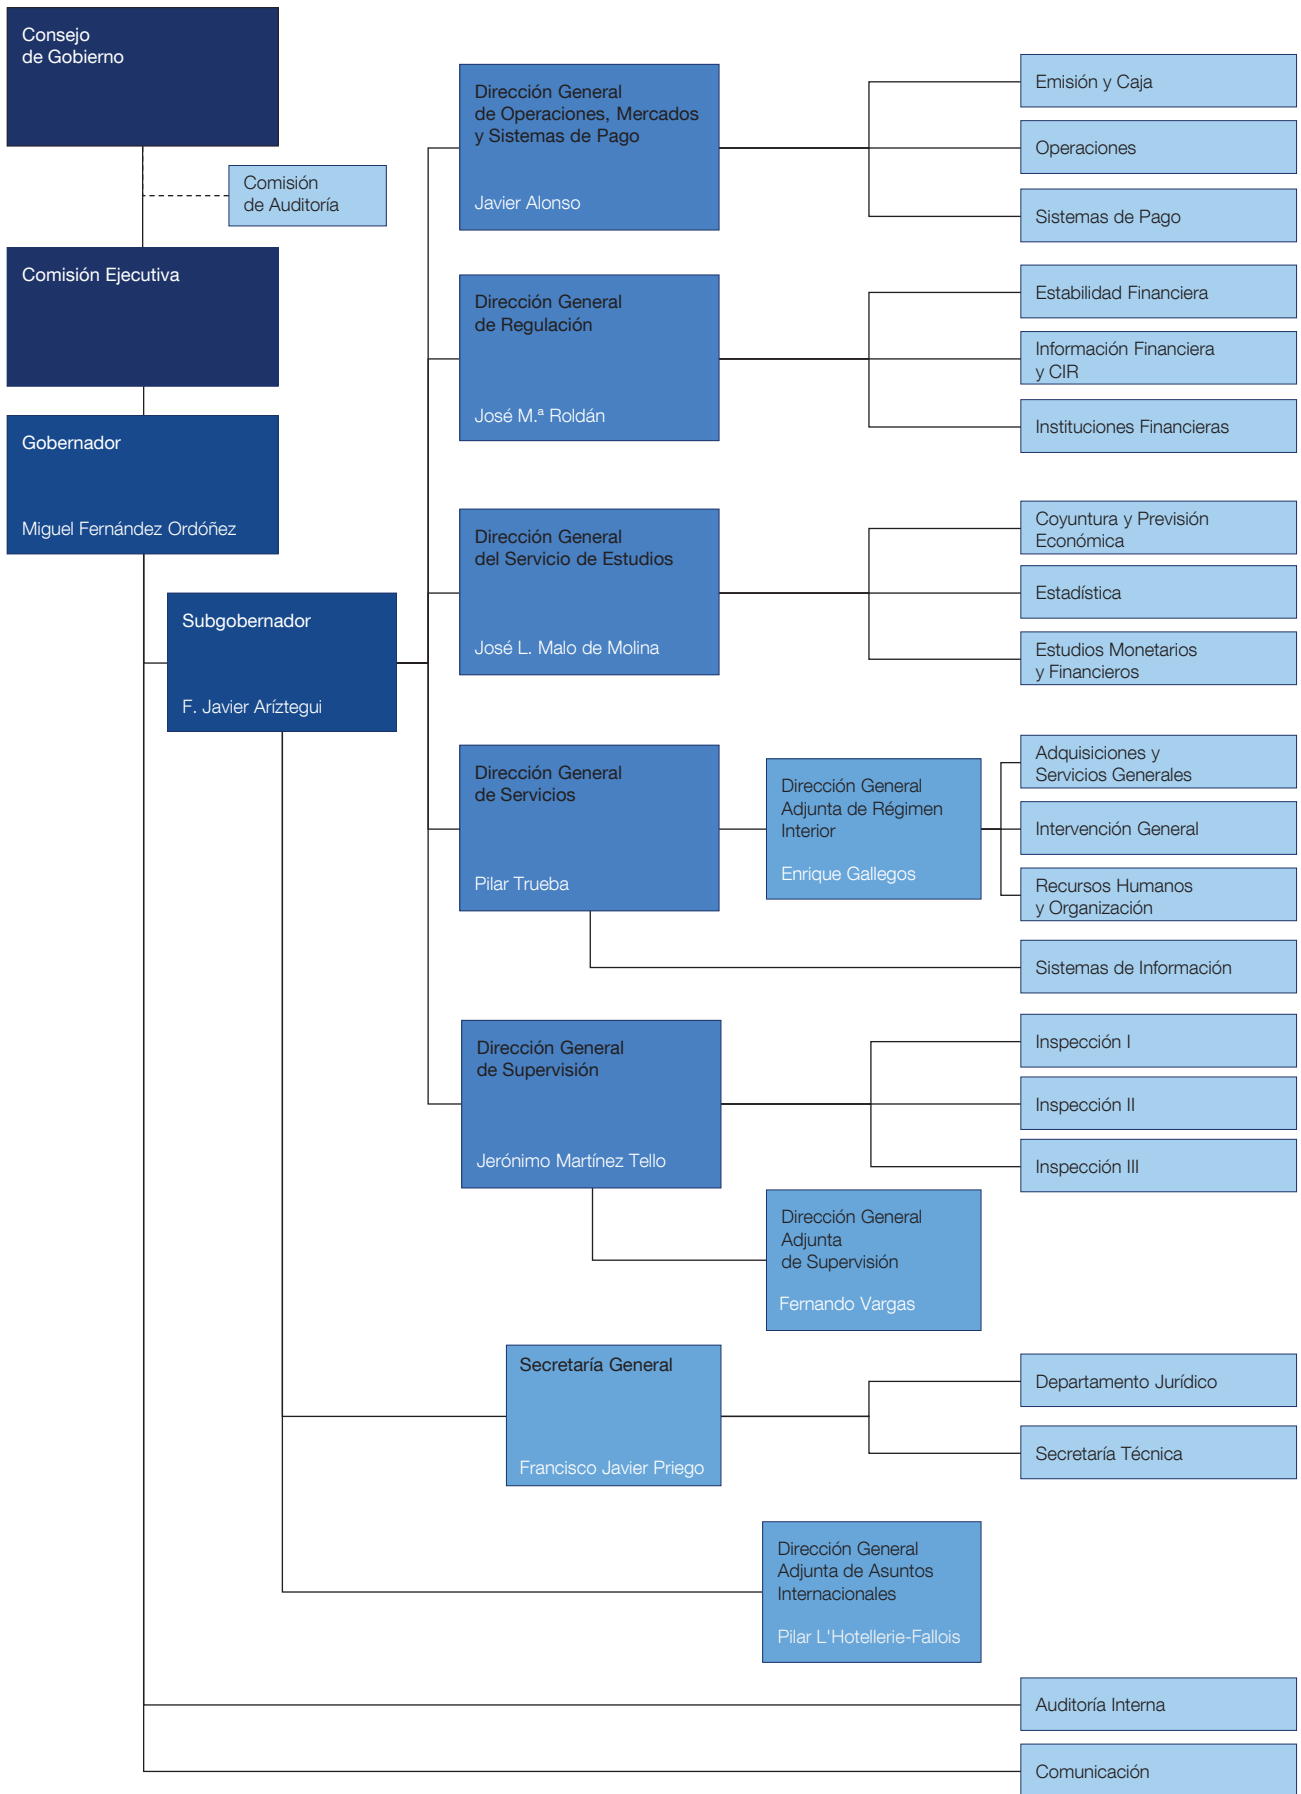 Consejo
de Gobierno
Comisión
de Auditoría
Comisión Ejecutiva
Gobernador
Miguel Fernández Ordóñez
Subgobernador
F. Javier Aríztegui
Dirección General
de Operaciones, Mercados
y Sistemas de Pago
Javier Alonso
Emisión y Caja
Operaciones
Sistemas de Pago
Dirección General
de Regulación
José M.ª Roldán
Estabilidad Financiera
Información Financiera
y CIR
Instituciones Financieras
Dirección General
del Servicio de Estudios
José L. Malo de Molina
Coyuntura y Previsión
Económica
Estadística
Estudios Monetarios
y Financieros
Dirección General
de Servicios
Pilar Trueba
Dirección General
Adjunta de Régimen
Interior
Enrique Gallegos
Adquisiciones y
Servicios Generales
Intervención General
Recursos Humanos
y Organización
Sistemas de Información
Dirección General
de Supervisión
Jerónimo Martínez Tello
Inspección I
Inspección II
Inspección III
Dirección General
Adjunta
de Supervisión
Fernando Vargas
Secretaría General
Francisco Javier Priego
Departamento Jurídico
Secretaría Técnica
Dirección General
Adjunta de Asuntos
Internacionales
Pilar L'Hotellerie-Fallois
Auditoría Interna
Comunicación